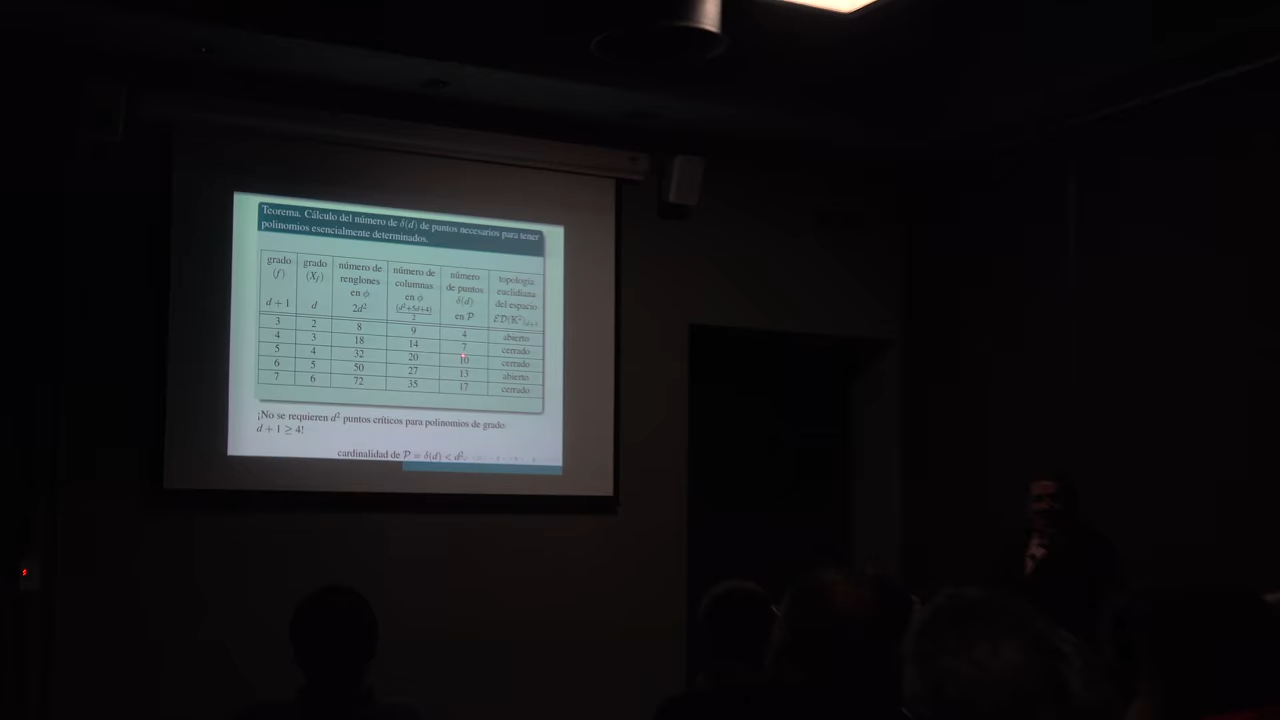 Teorema. Cálculo del número de δ(d) de puntos necesarios para tener
polinomios esencialmente determinados.
grado (f) d + 1 | grado (X_f) d | número de renglones en ϕ 2d² | número de columnas en ϕ (d²+5d+4)/2 | número de puntos δ(d) en P | topología euclidiana del espacio
3 2 8 9 4 abierto
4 3 18 14 7 cerrado
5 4 32 20 10 cerrado
6 5 50 27 13 abierto
7 6 72 35 17 cerrado
¡No se requieren d² puntos críticos para polinomios de grado
d + 1 ≥ 4!
cardinalidad de P = δ(d) < d².